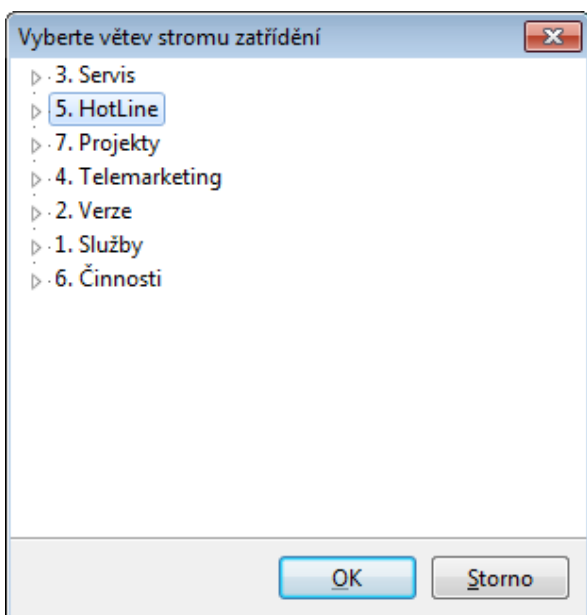 Vyberte větev stromu zatřídění
3. Servis
5. HotLine
7. Projekty
4. Telemarketing
2. Verze
1. Služby
6. Činnosti
OK
Storno